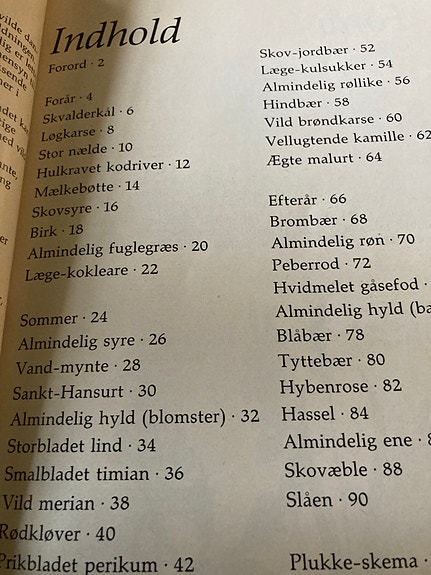 Indhold
Forord · 2
Forår · 4
Skvalderkål · 6
Løgkarse · 8
Stor nælde · 10
Hulkravet kodriver · 12
Mælkebøtte · 14
Skovsyre · 16
Birk · 18
Almindelig fuglegræs · 20
Læge-kokleare · 22
Sommer · 24
Almindelig syre · 26
Vand-mynte · 28
Sankt-Hansurt · 30
Almindelig hyld (blomster) · 32
Storbladet lind · 34
Smalbladet timian · 36
Vild merian · 38
Rødkløver · 40
Prikbladet perikum · 42
Skov-jordbær · 52
Læge-kulsukker · 54
Almindelig røllike · 56
Hindbær · 58
Vild brøndkarse · 60
Vellugtende kamille · 62
Ægte malurt · 64
Efterår · 66
Brombær · 68
Almindelig røn · 70
Peberrod · 72
Hvidmelet gåsefod ·
Almindelig hyld
Blåbær · 78
Tyttebær · 80
Hybenrose · 82
Hassel · 84
Almindelig ene ·
Skovæble · 88
Slåen · 90
Plukke-skema ·